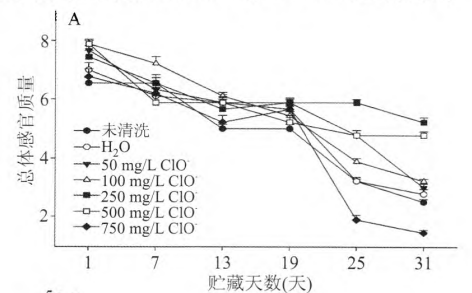 A
8
6
4
2
总体感官质量
未清洗
H₂O
50 mg/L ClO⁻
100 mg/L ClO⁻
250 mg/L ClO⁻
500 mg/L ClO⁻
750 mg/L ClO⁻
1 7 13 19 25 31
贮藏天数(天)